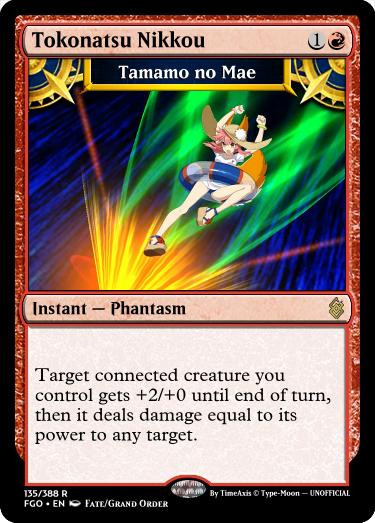 Tokonatsu Nikkou 1
Tamamo no Mae
Instant — Phantasm
Target connected creature you
control gets +2/+0 until end of turn,
then it deals damage equal to its
power to any target.
135/388 R
FGO • EN Fate/Grand Order
By TimeAxis © Type-Moon — UNOFFICIAL